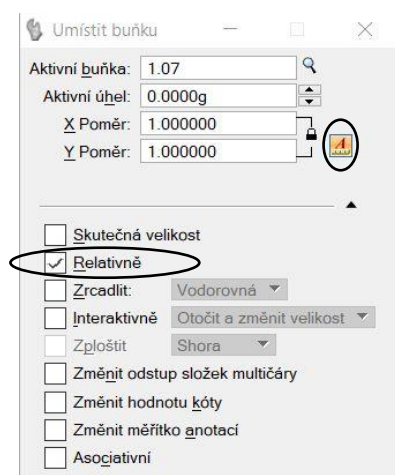 Umístit buňku
Aktivní buňka: 1.07
Aktivní úhel: 0.0000g
X Poměr: 1.000000
Y Poměr: 1.000000
A
Skutečná velikost
Relativně
Zrcadlit: Vodorovná
Interaktivně Otočit a změnit velikost
Zploštit Shora
Změnit odstup složek multičáry
Změnit hodnotu kóty
Změnit měřítko anotací
Asociativní